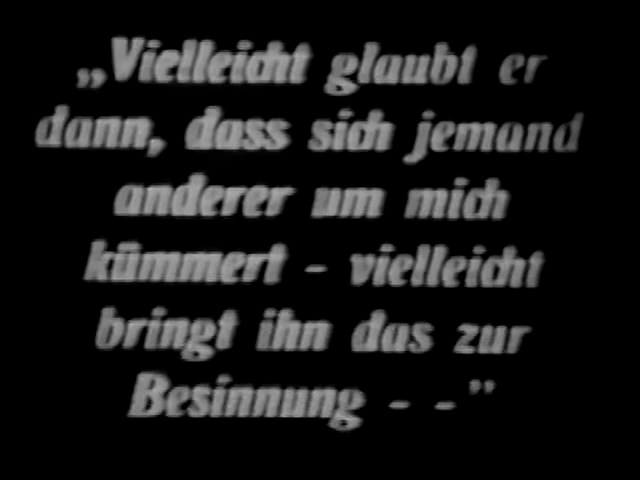 „Vielleicht glaubt er
dann, dass sich jemand
anderer um mich
kümmert - vielleicht
bringt ihn das zur
Besinnung - - ”